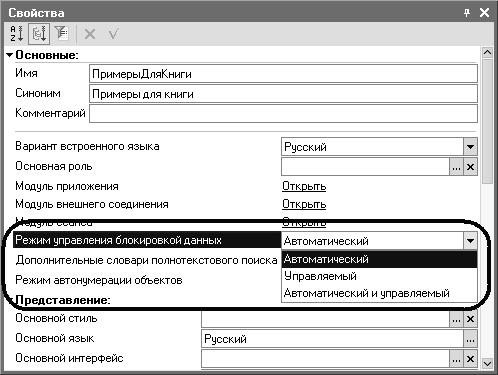 Свойства
Основные:
Имя ПримерыДляКниги
Синоним Примеры для книги
Комментарий
Вариант встроенного языка Русский
Основная роль ...
Модуль приложения Открыть
Модуль внешнего соединения Открыть
Модуль сеанса Открыть
Режим управления блокировкой данных Автоматический
Дополнительные словари полнотекстового поиска Автоматический
Управляемый
Режим автонумерации объектов Автоматический и управляемый
Представление:
Основной стиль ...
Основной язык Русский ...
Основной интерфейс ...